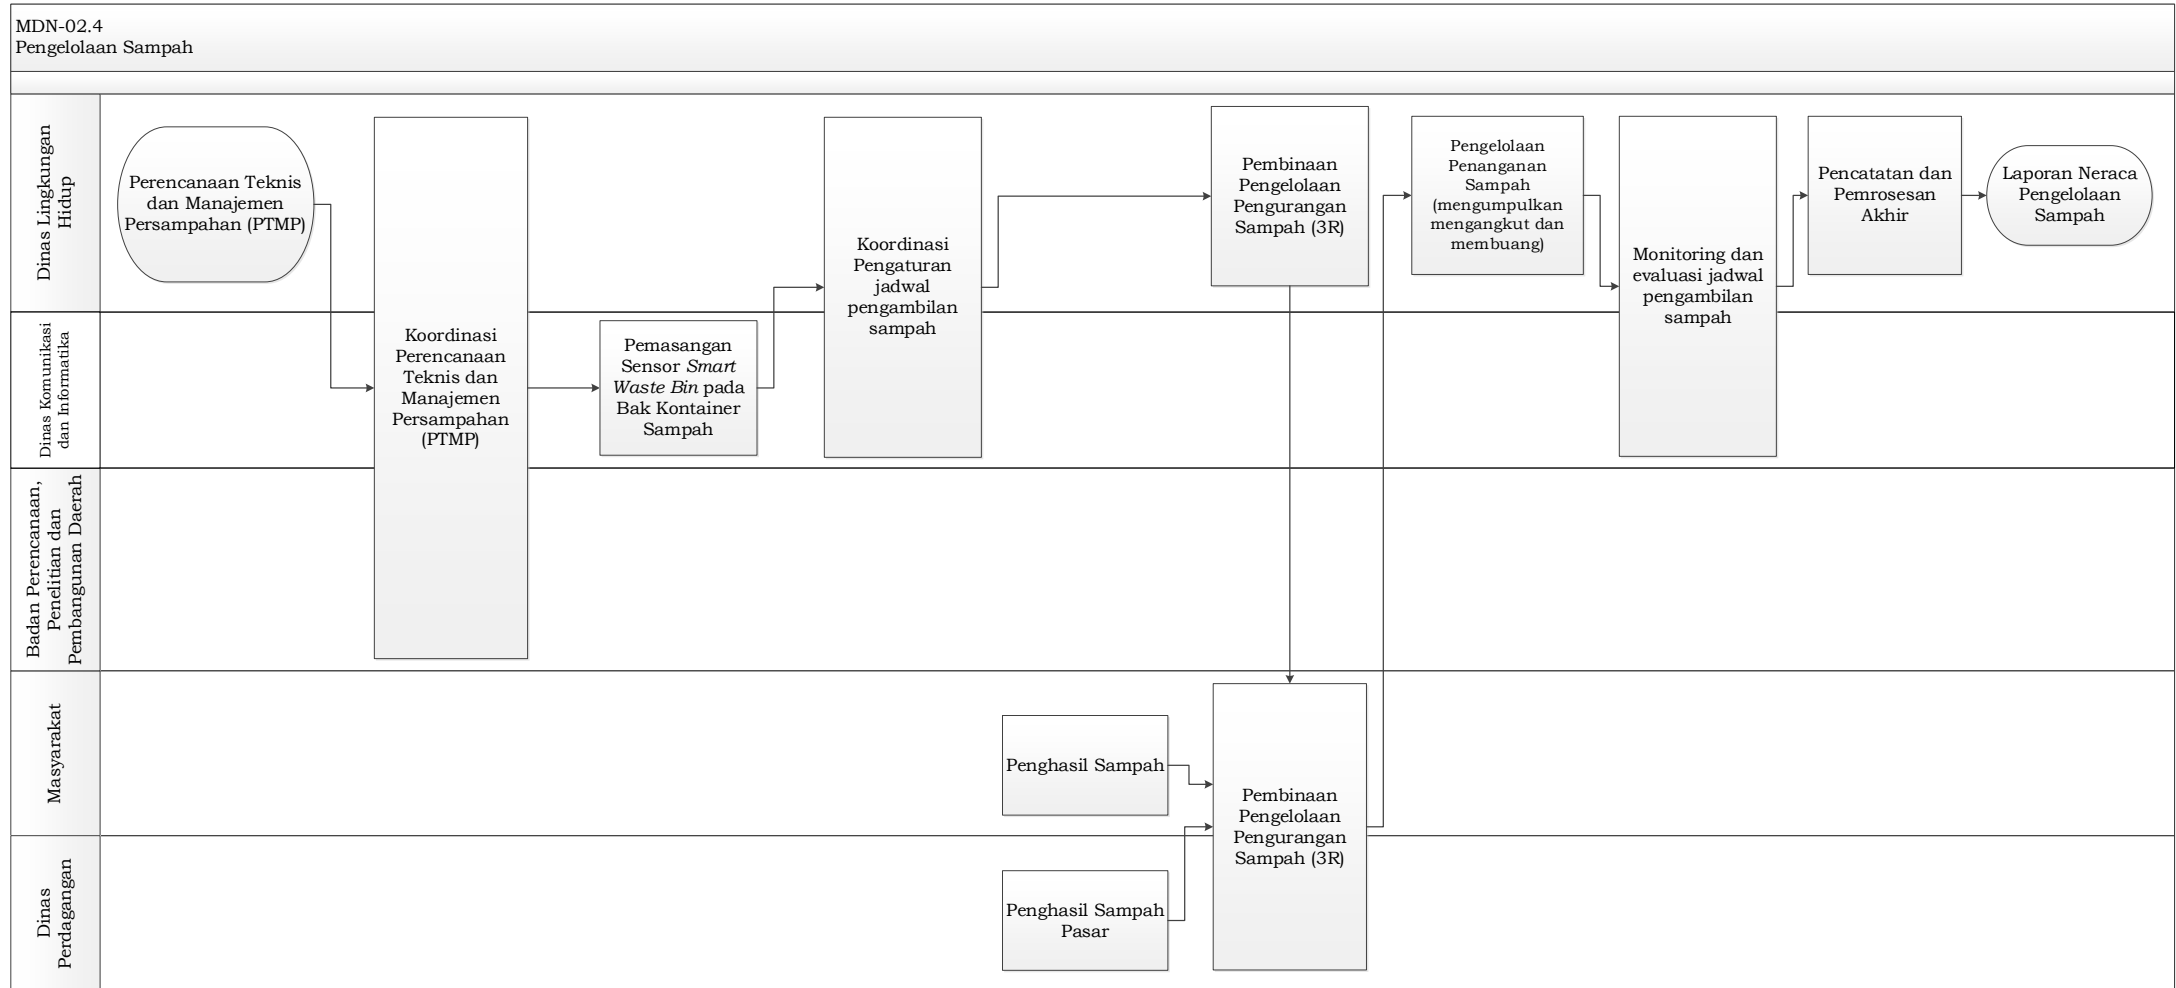 MDN-02.4
Pengelolaan Sampah
Dinas Lingkungan
Hidup
Perencanaan Teknis
dan Manajemen
Persampahan (PTMP)
Koordinasi
Perencanaan
Teknis dan
Manajemen
Persampahan
(PTMP)
Koordinasi
Pengaturan
jadwal
pengambilan
sampah
Pembinaan
Pengelolaan
Pengurangan
Sampah (3R)
Pengelolaan
Penanganan
Sampah
(mengumpulkan
mengangkut dan
membuang)
Monitoring dan
evaluasi jadwal
pengambilan
sampah
Pencatatan dan
Pemrosesan
Akhir
Laporan Neraca
Pengelolaan
Sampah
Dinas Komunikasi
dan Informatika
Pemasangan
Sensor Smart
Waste Bin pada
Bak Kontainer
Sampah
Badan Perencanaan,
Penelitian dan
Pembangunan Daerah
Masyarakat
Penghasil Sampah
Pembinaan
Pengelolaan
Pengurangan
Sampah (3R)
Dinas
Perdagangan
Penghasil Sampah
Pasar